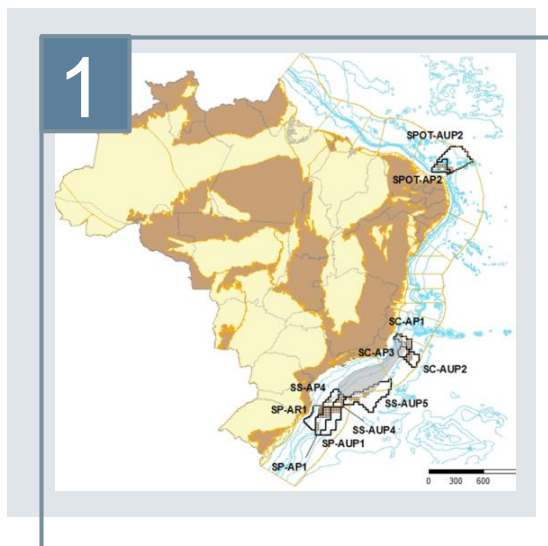 1
SPOT-AUP2
SPOT-AP2
SC-AP1
SC-AP3
SC-AUP2
SS-AP4
SS-AUP5
SP-AR1
SS-AUP4
SP-AUP1
SP-AP1
0 300 600